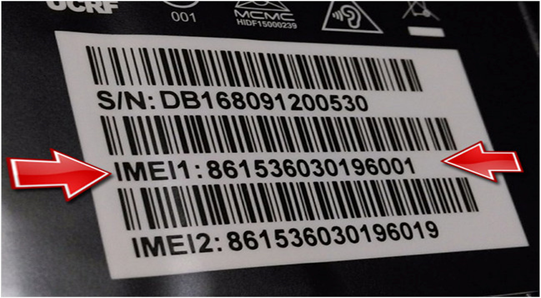 UCRF
001
MCMC
HIDF15000239
S/N: DB168091200530
IMEI1: 861536030196001
IMEI2: 861536030196019